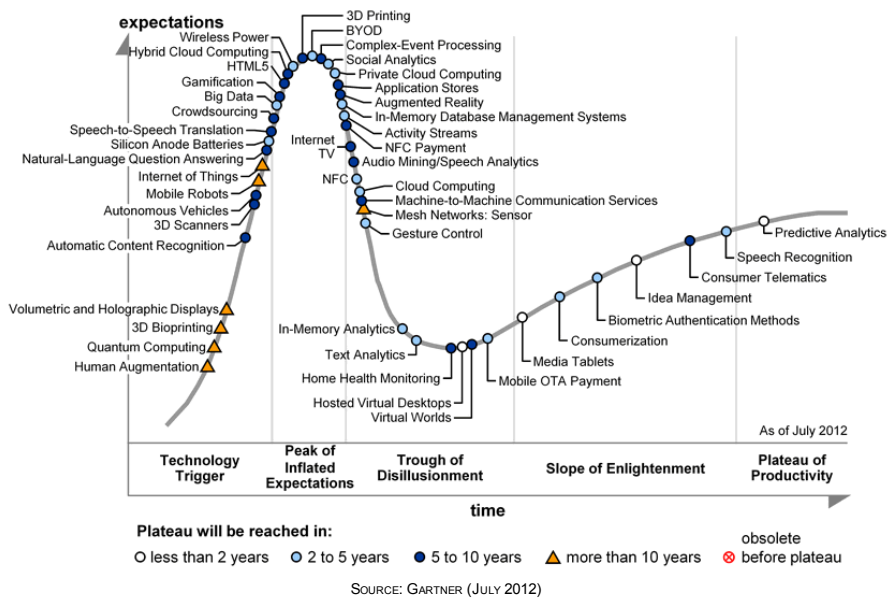 expectations
3D Printing
BYOD
Wireless Power
Complex-Event Processing
Hybrid Cloud Computing
Social Analytics
HTML5
Private Cloud Computing
Gamification
Application Stores
Big Data
Augmented Reality
Crowdsourcing
In-Memory Database Management Systems
Speech-to-Speech Translation
Activity Streams
Silicon Anode Batteries
Internet
TV
NFC Payment
Natural-Language Question Answering
Audio Mining/Speech Analytics
Internet of Things
NFC
Cloud Computing
Mobile Robots
Machine-to-Machine Communication Services
Autonomous Vehicles
Mesh Networks: Sensor
3D Scanners
Gesture Control
Automatic Content Recognition
Predictive Analytics
Speech Recognition
Consumer Telematics
Idea Management
Volumetric and Holographic Displays
Biometric Authentication Methods
3D Bioprinting
In-Memory Analytics
Consumerization
Quantum Computing
Text Analytics
Media Tablets
Human Augmentation
Home Health Monitoring
Mobile OTA Payment
Hosted Virtual Desktops
Virtual Worlds
As of July 2012
Technology
Trigger
Peak of
Inflated
Expectations
Trough of
Disillusionment
Slope of Enlightenment
Plateau of
Productivity
time
Plateau will be reached in:
less than 2 years
2 to 5 years
5 to 10 years
more than 10 years
obsolete
before plateau
SOURCE: GARTNER (JULY 2012)